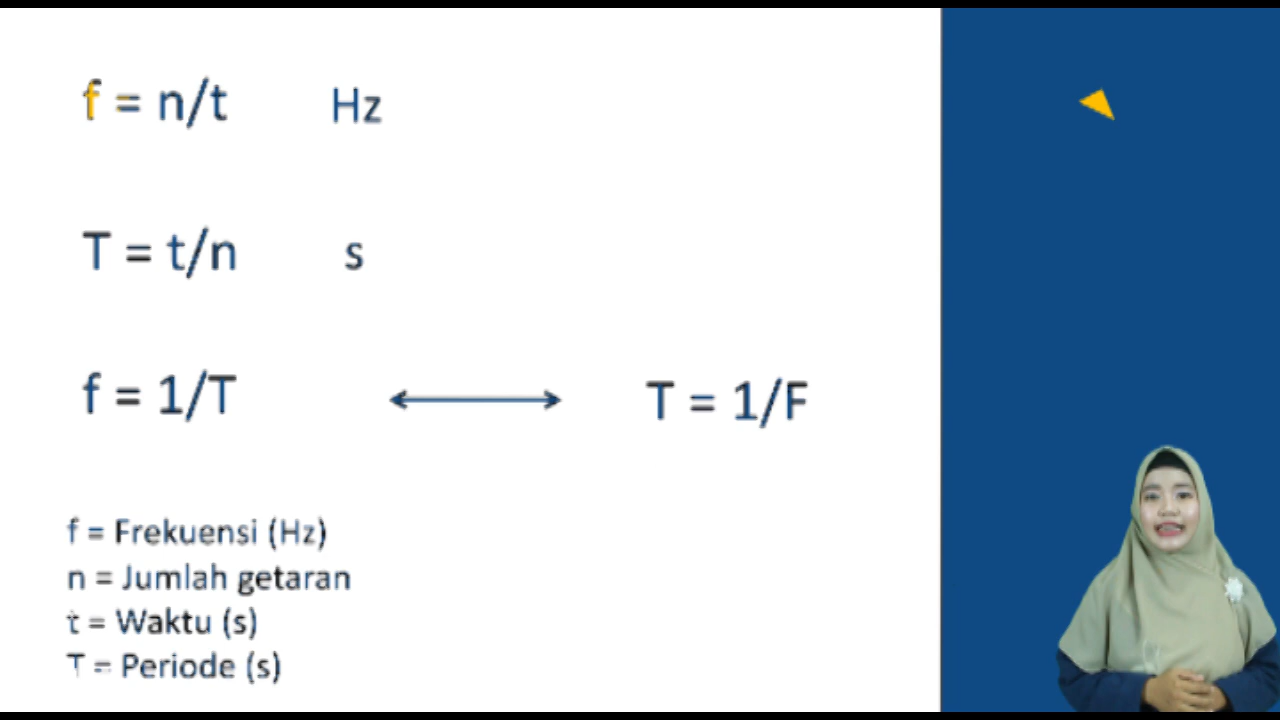 f = n/t Hz
T = t/n s
f = 1/T ⟷ T = 1/F
f = Frekuensi (Hz)
n = Jumlah getaran
t = Waktu (s)
T = Periode (s)